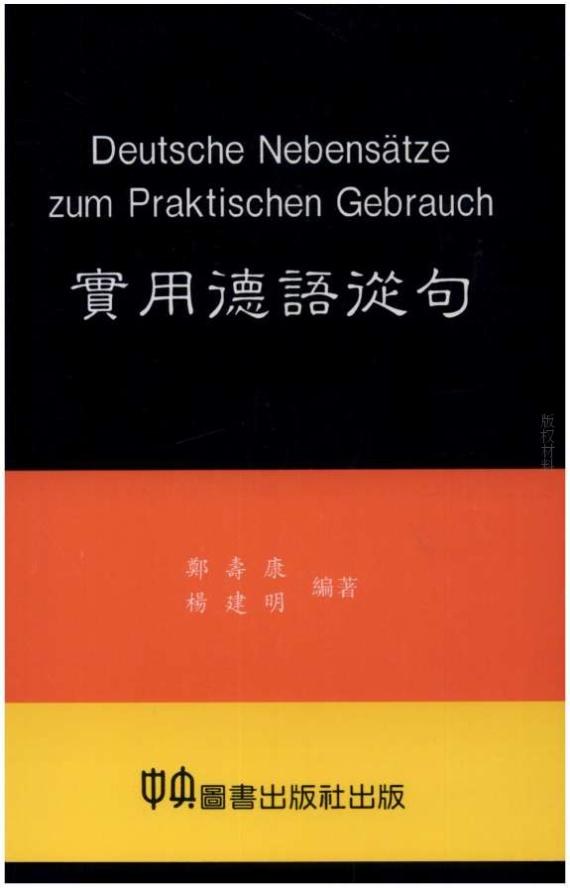 Deutsche Nebensätze
zum Praktischen Gebrauch
實用德語從句
鄭壽康
楊建明
編著
中央圖書出版社出版
版权材料